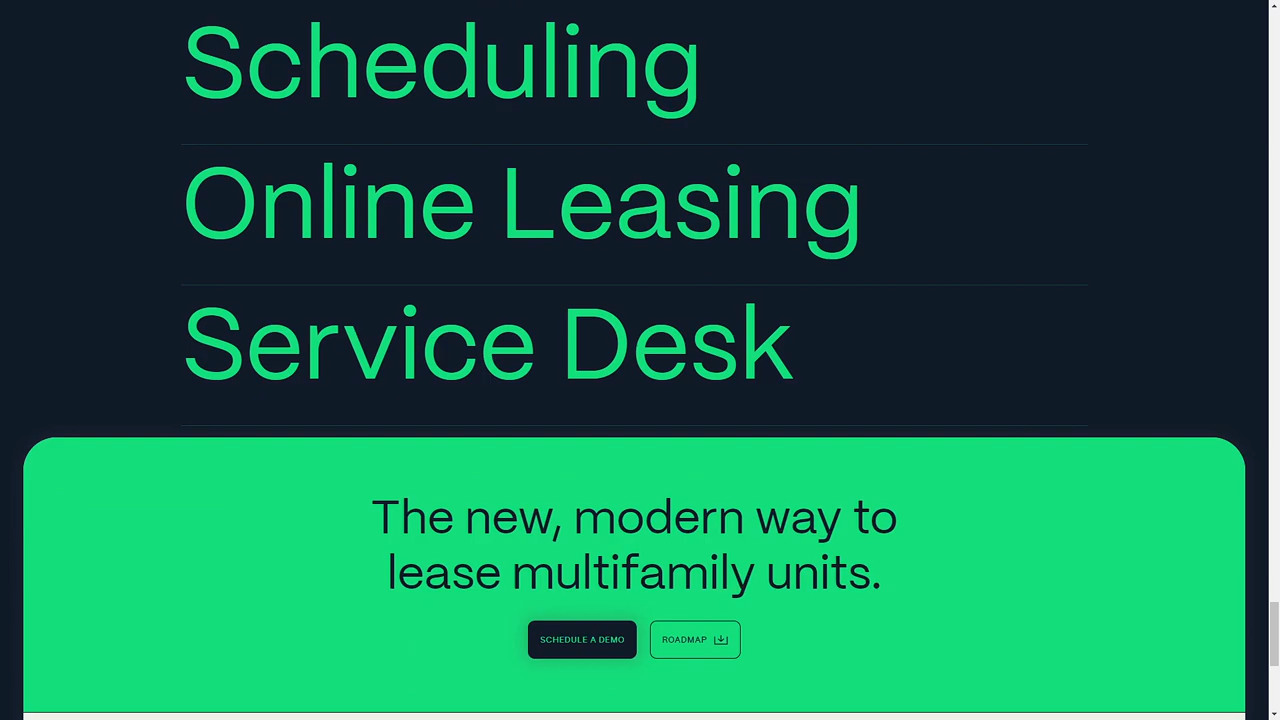 Scheduling
Online Leasing
Service Desk
The new, modern way to
lease multifamily units.
SCHEDULE A DEMO
ROADMAP